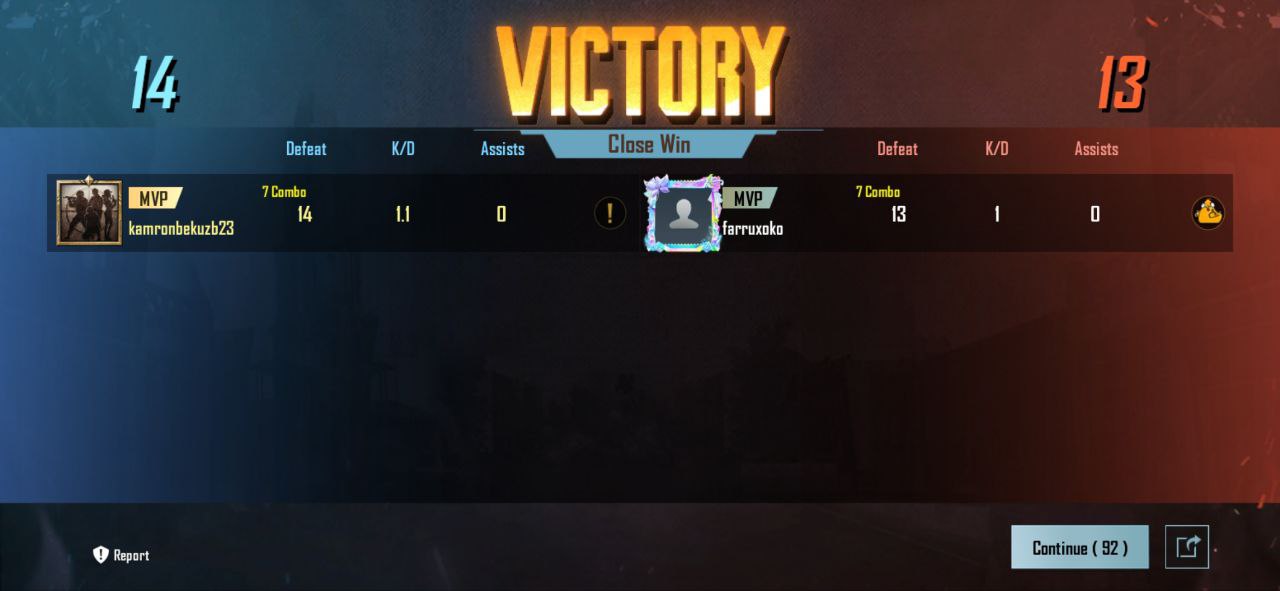 VICTORY
14
13
Close Win
Defeat K/D Assists
Defeat K/D Assists
MVP
kamronbekuzb23
7 Combo
14 1.1 0
MVP
farruxoko
7 Combo
13 1 0
Report
Continue ( 92 )